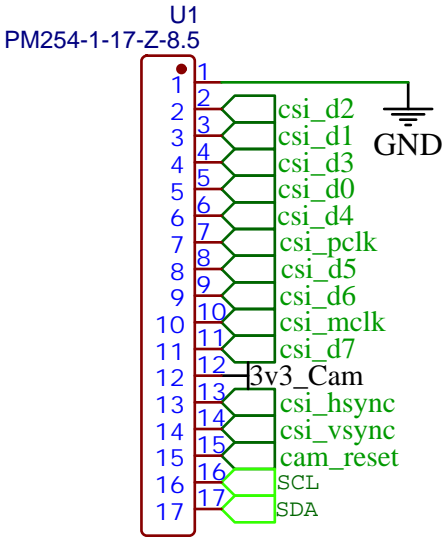 U1
PM254-1-17-Z-8.5
1 1
2 2 csi_d2
3 3 csi_d1
4 4 csi_d3
GND
5 5 csi_d0
6 6 csi_d4
7 7 csi_pclk
8 8 csi_d5
9 9 csi_d6
10 10 csi_mclk
11 11 csi_d7
12 12 3v3_Cam
13 13 csi_hsync
14 14 csi_vsync
15 15 cam_reset
16 16 SCL
17 17 SDA